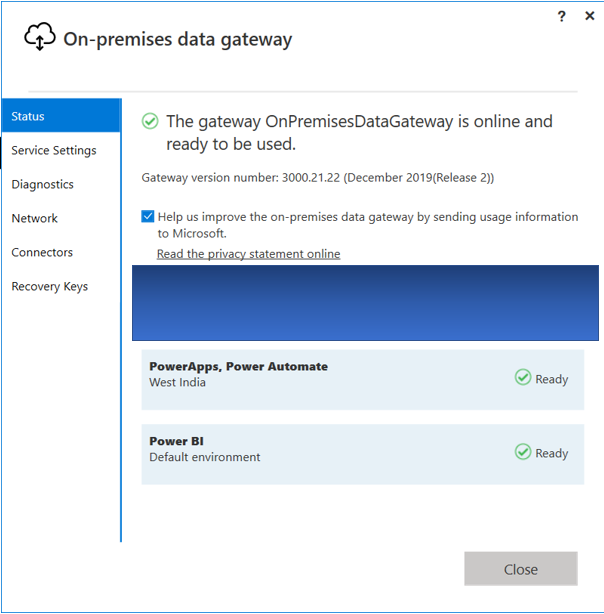 ? ×
On-premises data gateway
Status
Service Settings
Diagnostics
Network
Connectors
Recovery Keys
The gateway OnPremisesDataGateway is online and
ready to be used.
Gateway version number: 3000.21.22 (December 2019(Release 2))
Help us improve the on-premises data gateway by sending usage information
to Microsoft.
Read the privacy statement online
PowerApps, Power Automate
West India
Ready
Power BI
Default environment
Ready
Close